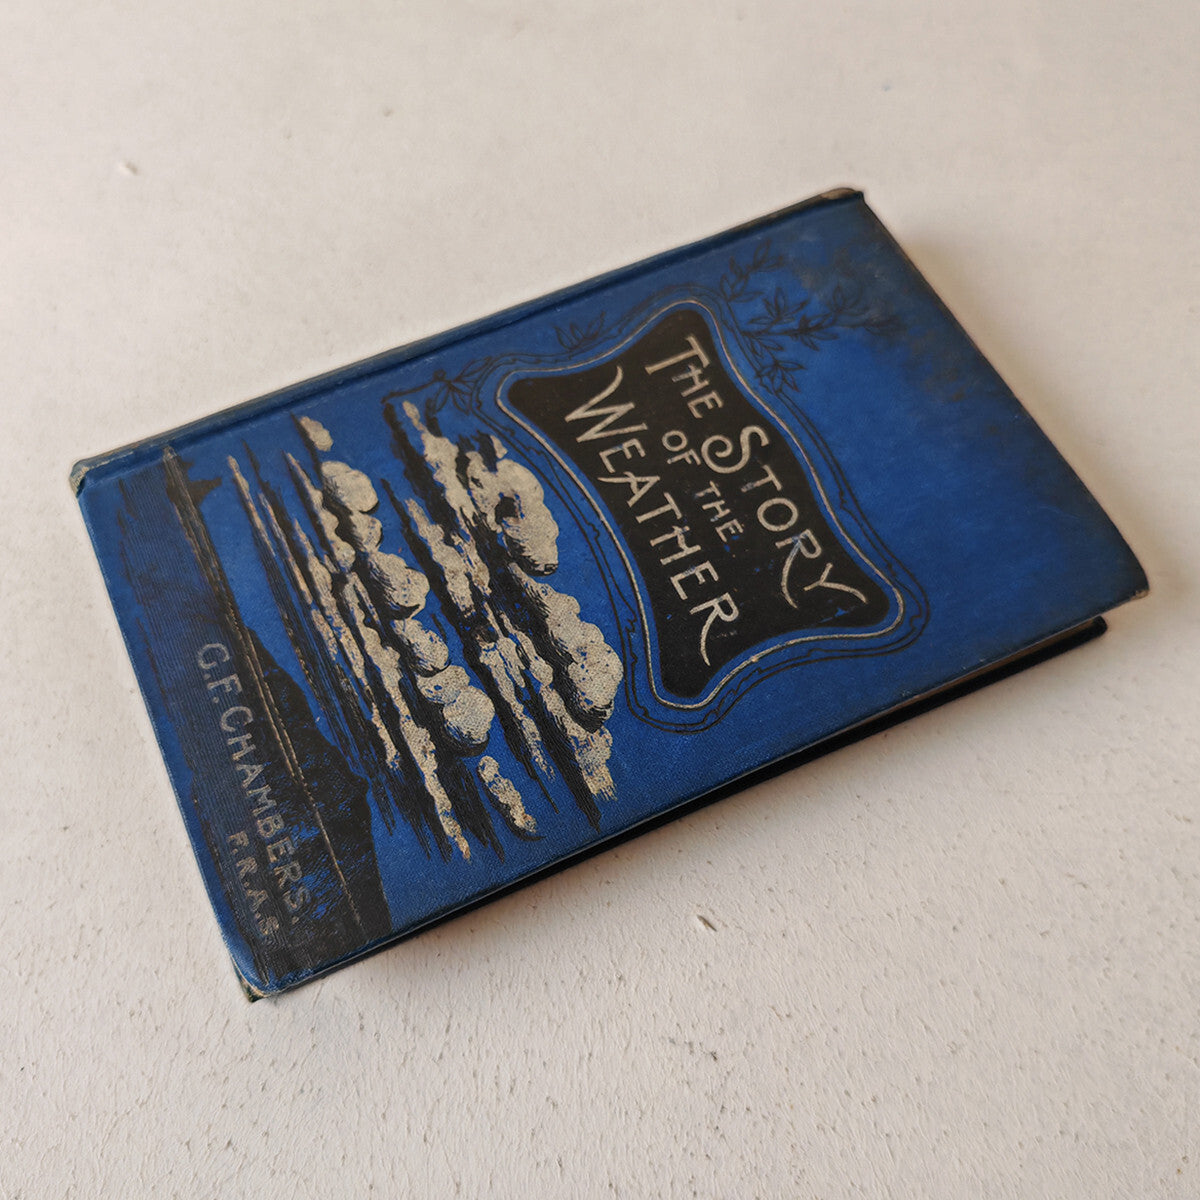 THE STORY
OF THE
WEATHER
G.F. CHAMBERS.
F.R.A.S